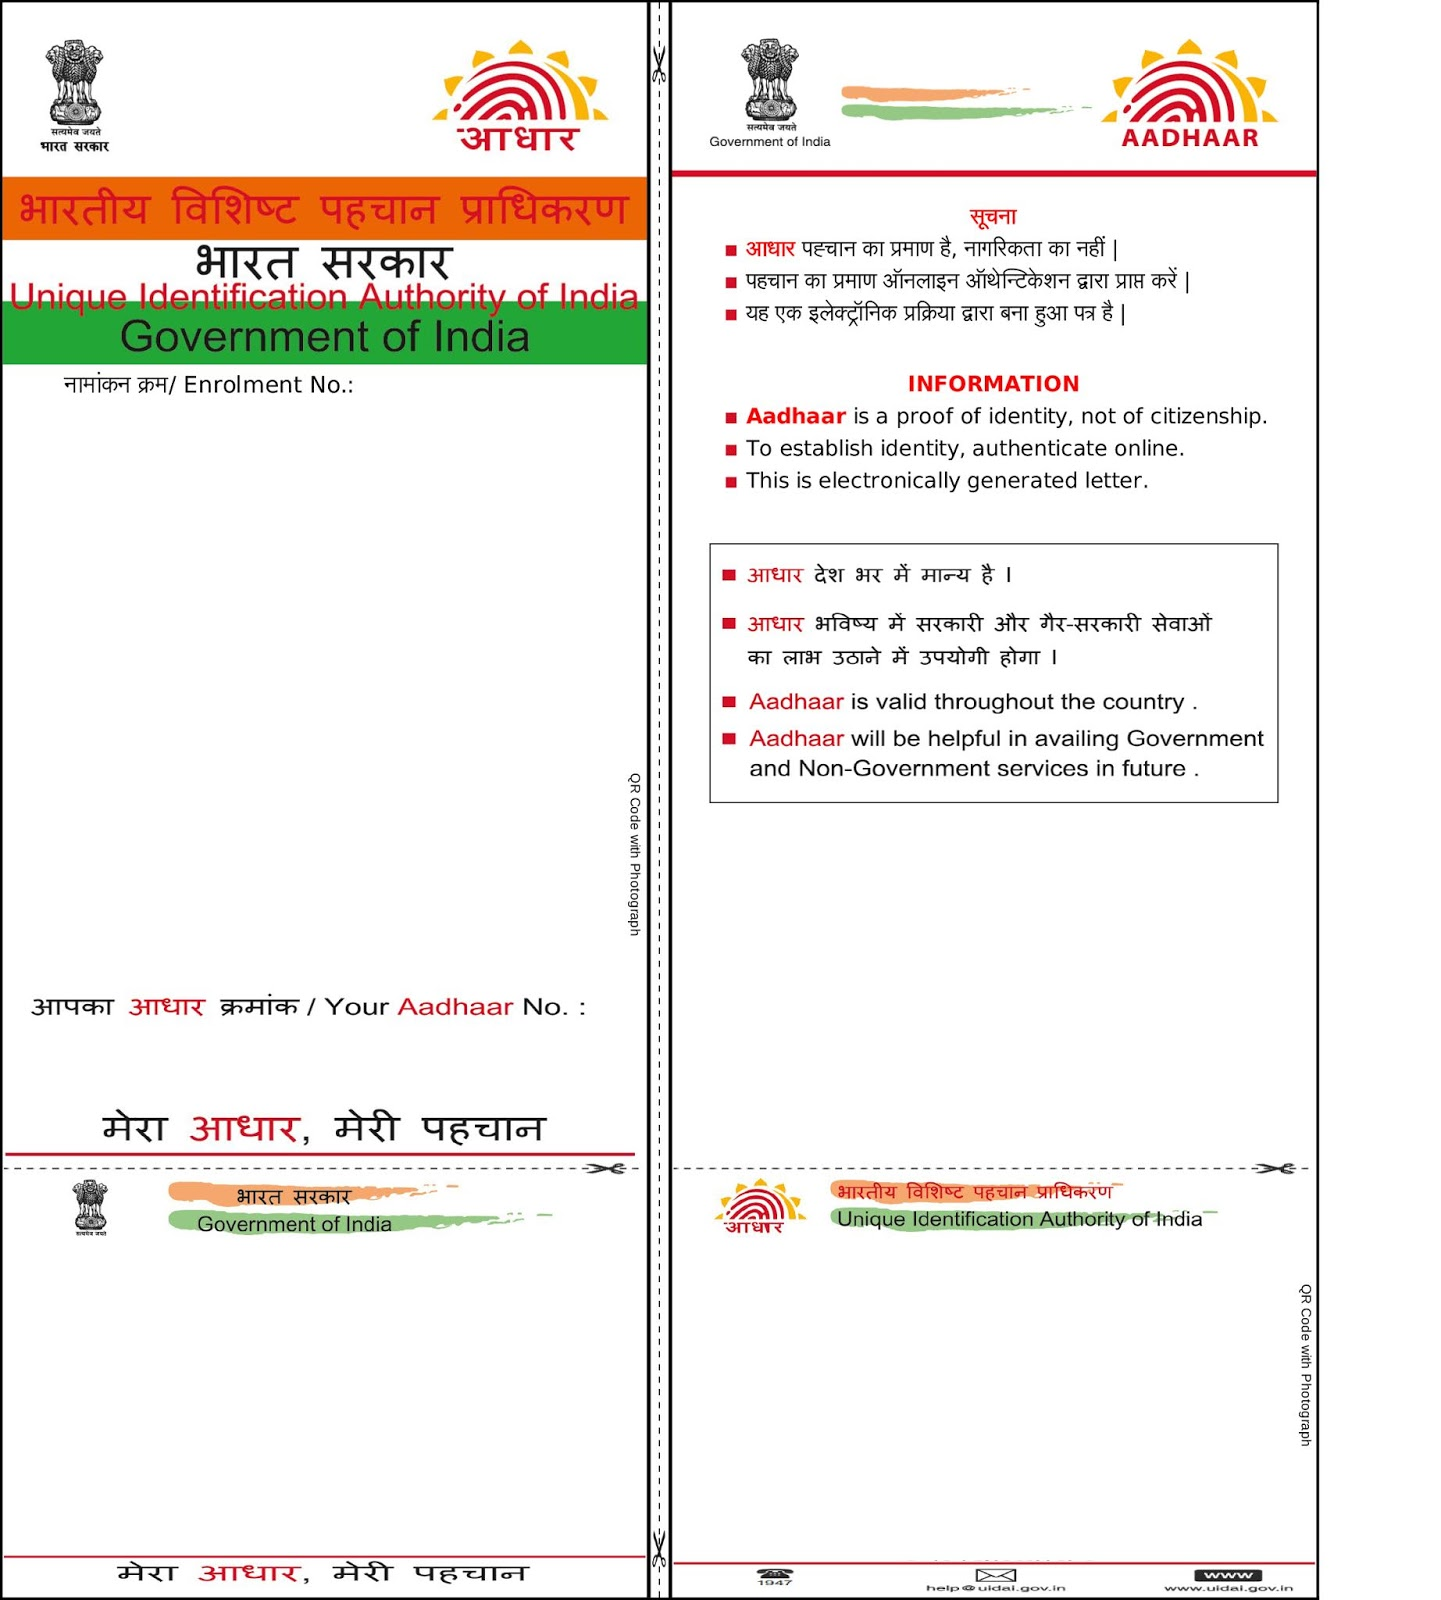 सत्यमेव जयते
भारत सरकार
आधार
भारतीय विशिष्ट पहचान प्राधिकरण
भारत सरकार
Unique Identification Authority of India
Government of India
नामांकन क्रम/ Enrolment No.:
QR Code with Photograph
आपका आधार क्रमांक / Your Aadhaar No. :
मेरा आधार, मेरी पहचान
सत्यमेव जयते
Government of India
AADHAAR
सूचना
आधार पह्चान का प्रमाण है, नागरिकता का नहीं |
पहचान का प्रमाण ऑनलाइन ऑथेन्टिकेशन द्वारा प्राप्त करें |
यह एक इलेक्ट्रॉनिक प्रक्रिया द्वारा बना हुआ पत्र है |
INFORMATION
Aadhaar is a proof of identity, not of citizenship.
To establish identity, authenticate online.
This is electronically generated letter.
आधार देश भर में मान्य है ।
आधार भविष्य में सरकारी और गैर-सरकारी सेवाओं
का लाभ उठाने में उपयोगी होगा ।
Aadhaar is valid throughout the country .
Aadhaar will be helpful in availing Government
and Non-Government services in future .
सत्यमेव जयते
भारत सरकार
Government of India
मेरा आधार, मेरी पहचान
आधार
भारतीय विशिष्ट पहचान प्राधिकरण
Unique Identification Authority of India
QR Code with Photograph
1947
help@uidai.gov.in
www
www.uidai.gov.in